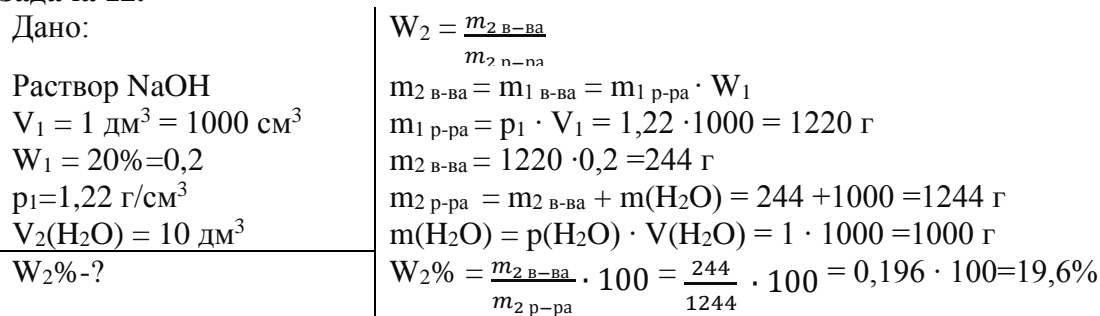 Дано:
Раствор NaOH
V₁ = 1 дм³ = 1000 см³
W₁ = 20%=0,2
p₁=1,22 г/см³
V₂(H₂O) = 10 дм³
W₂%-?
W₂ = m₂ в–ва / m₂ р–ра
m₂ в-ва = m₁ в-ва = m₁ р-ра · W₁
m₁ р-ра = p₁ · V₁ = 1,22 ·1000 = 1220 г
m₂ в-ва = 1220 ·0,2 =244 г
m₂ р-ра = m₂ в-ва + m(H₂O) = 244 +1000 =1244 г
m(H₂O) = p(H₂O) · V(H₂O) = 1 · 1000 =1000 г
W₂% = m₂ в–ва / m₂ р–ра · 100 = 244 / 1244 · 100 = 0,196 · 100=19,6%